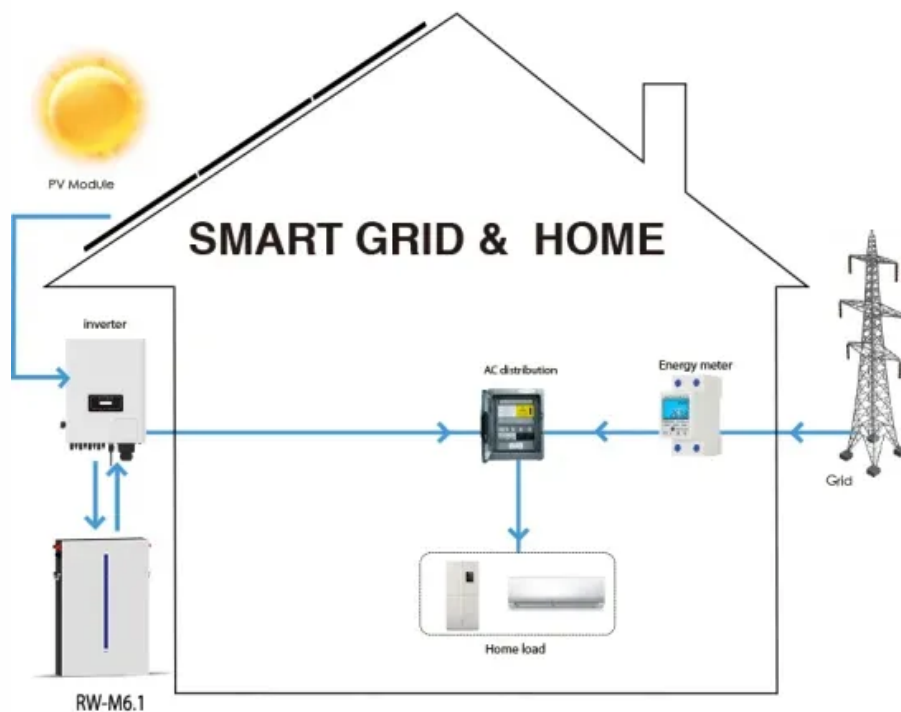 PV Module
SMART GRID & HOME
inverter
AC distribution
Energy meter
Grid
Home load
RW-M6.1